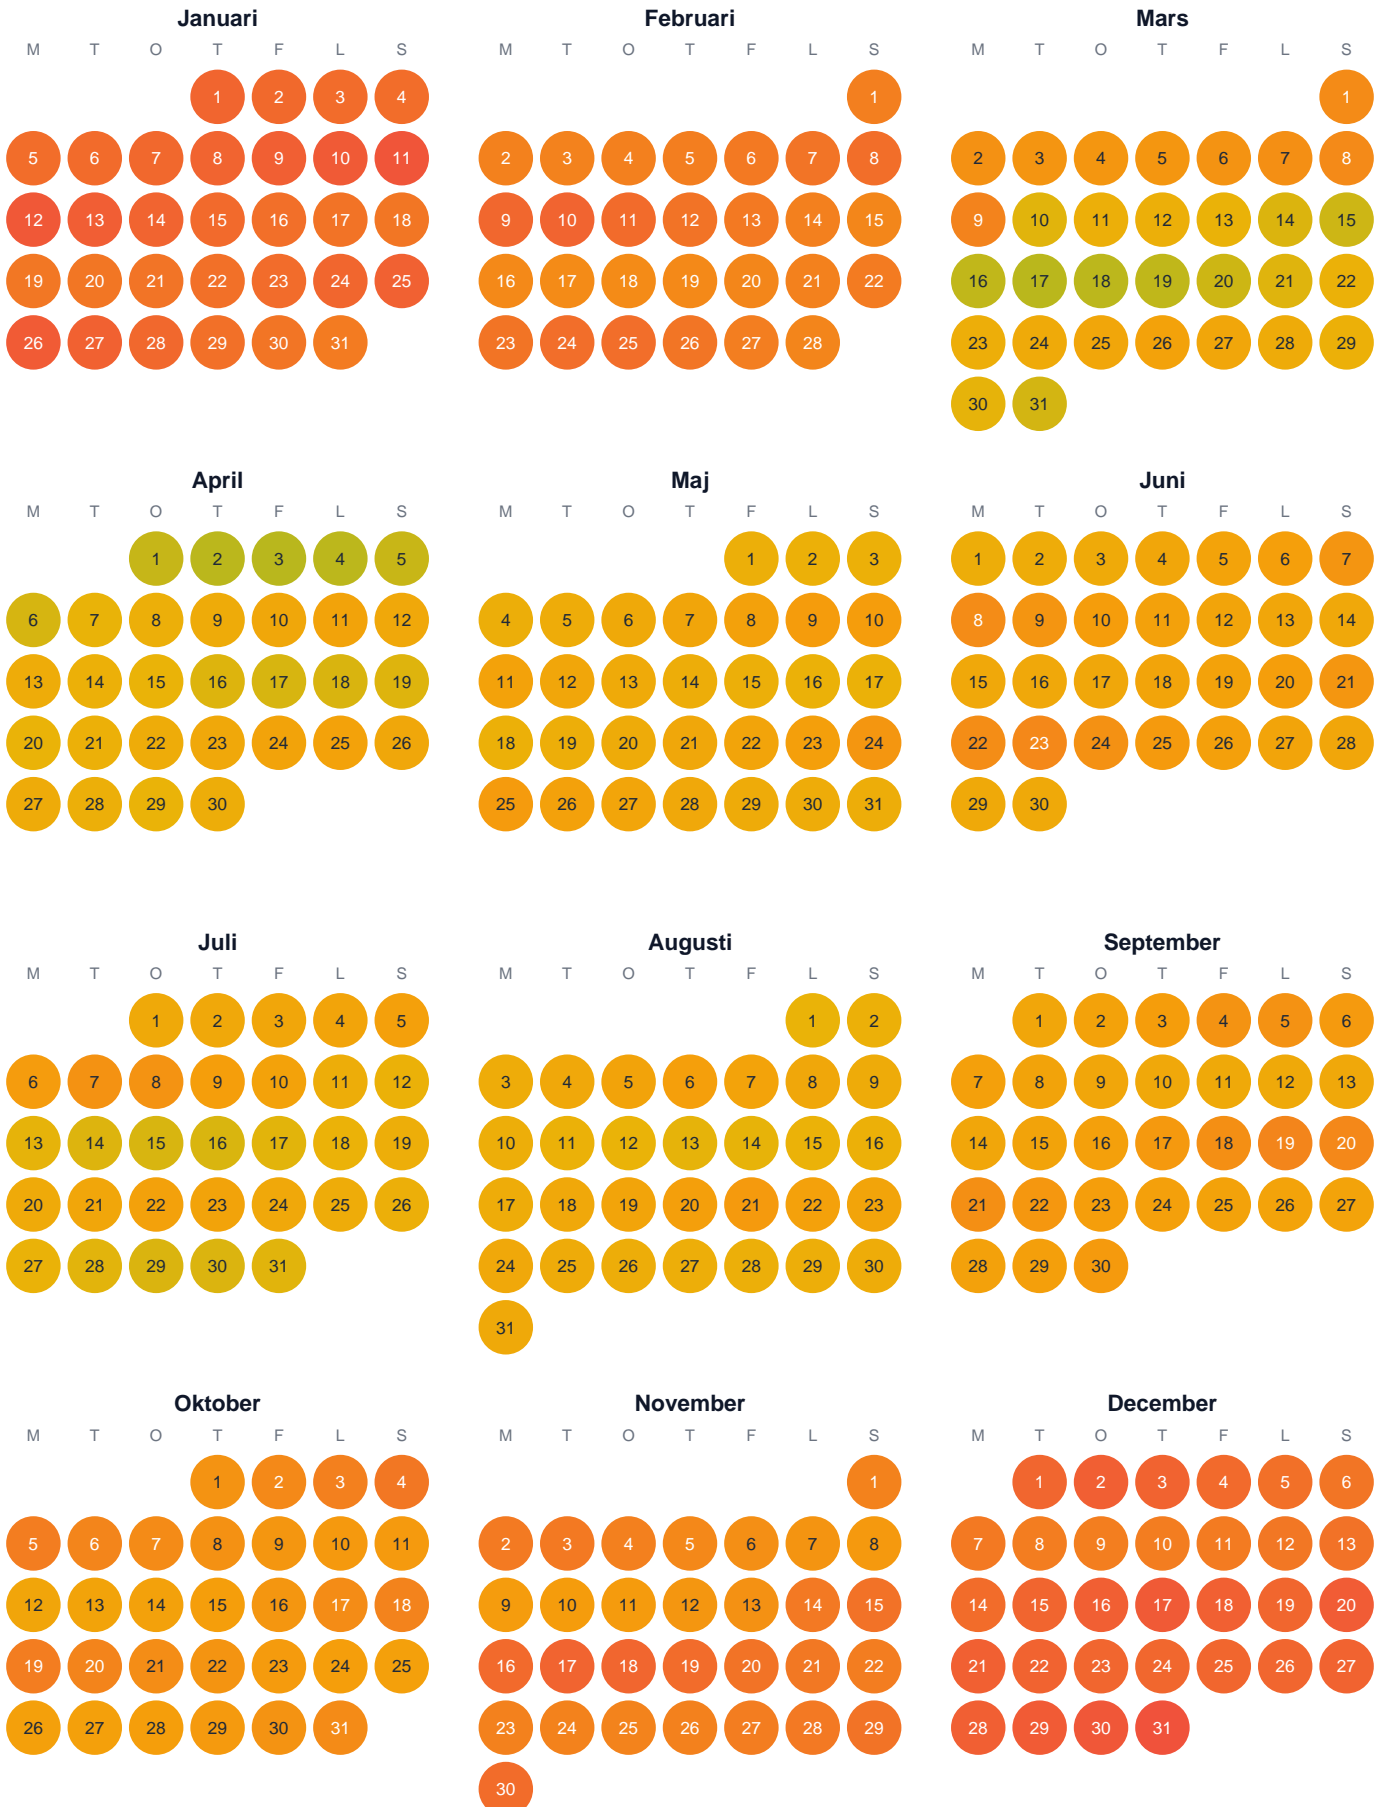 Januari Februari Mars
M T O T F L S M T O T F L S M T O T F L S
1 2 3 4 1 1
5 6 7 8 9 10 11 2 3 4 5 6 7 8 2 3 4 5 6 7 8
12 13 14 15 16 17 18 9 10 11 12 13 14 15 9 10 11 12 13 14 15
19 20 21 22 23 24 25 16 17 18 19 20 21 22 16 17 18 19 20 21 22
26 27 28 29 30 31 23 24 25 26 27 28 23 24 25 26 27 28 29
30 31
April Maj Juni
M T O T F L S M T O T F L S M T O T F L S
1 2 3 4 5 1 2 3 1 2 3 4 5 6 7
6 7 8 9 10 11 12 4 5 6 7 8 9 10 8 9 10 11 12 13 14
13 14 15 16 17 18 19 11 12 13 14 15 16 17 15 16 17 18 19 20 21
20 21 22 23 24 25 26 18 19 20 21 22 23 24 22 23 24 25 26 27 28
27 28 29 30 25 26 27 28 29 30 31 29 30
Juli Augusti September
M T O T F L S M T O T F L S M T O T F L S
1 2 3 4 5 1 2 1 2 3 4 5 6
6 7 8 9 10 11 12 3 4 5 6 7 8 9 7 8 9 10 11 12 13
13 14 15 16 17 18 19 10 11 12 13 14 15 16 14 15 16 17 18 19 20
20 21 22 23 24 25 26 17 18 19 20 21 22 23 21 22 23 24 25 26 27
27 28 29 30 31 24 25 26 27 28 29 30 28 29 30
31
Oktober November December
M T O T F L S M T O T F L S M T O T F L S
1 2 3 4 1 1 2 3 4 5 6
5 6 7 8 9 10 11 2 3 4 5 6 7 8 7 8 9 10 11 12 13
12 13 14 15 16 17 18 9 10 11 12 13 14 15 14 15 16 17 18 19 20
19 20 21 22 23 24 25 16 17 18 19 20 21 22 21 22 23 24 25 26 27
26 27 28 29 30 31 23 24 25 26 27 28 29 28 29 30 31
30